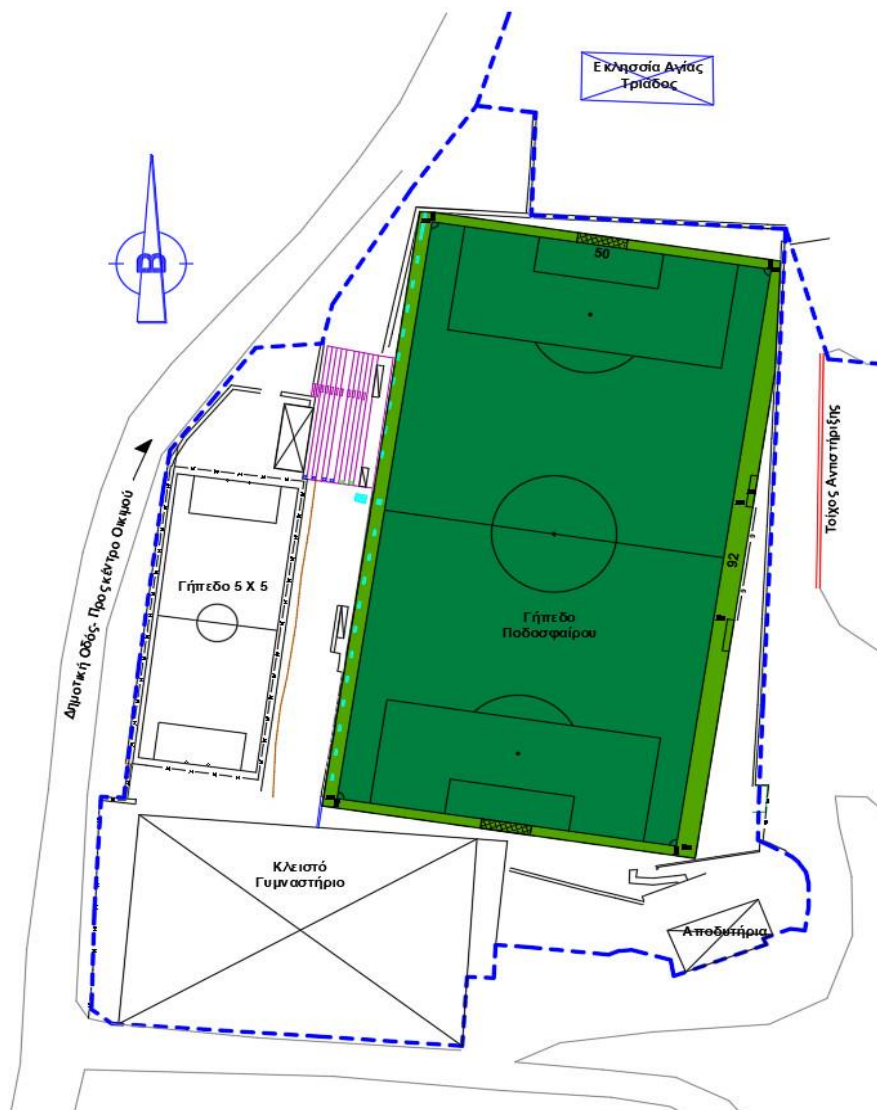 Εκλησσία Αγίας
Τριάδος
Β
50
Τοίχος Αντιστήριξης
92
Γήπεδο 5 Χ 5
Γήπεδο
Ποδοσφαίρου
Δημοτική Οδός- Προς κέντρο Οικιμού
Κλειστό
Γυμναστήριο
Αποδυτήρια